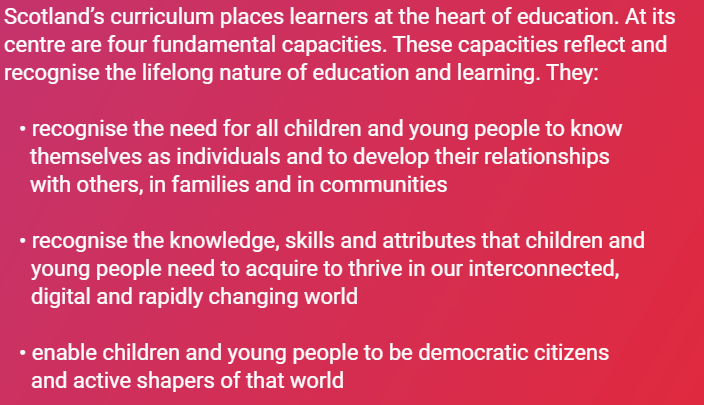 Scotland’s curriculum places learners at the heart of education. At its
centre are four fundamental capacities. These capacities reflect and
recognise the lifelong nature of education and learning. They:
• recognise the need for all children and young people to know
themselves as individuals and to develop their relationships
with others, in families and in communities
• recognise the knowledge, skills and attributes that children and
young people need to acquire to thrive in our interconnected,
digital and rapidly changing world
• enable children and young people to be democratic citizens
and active shapers of that world